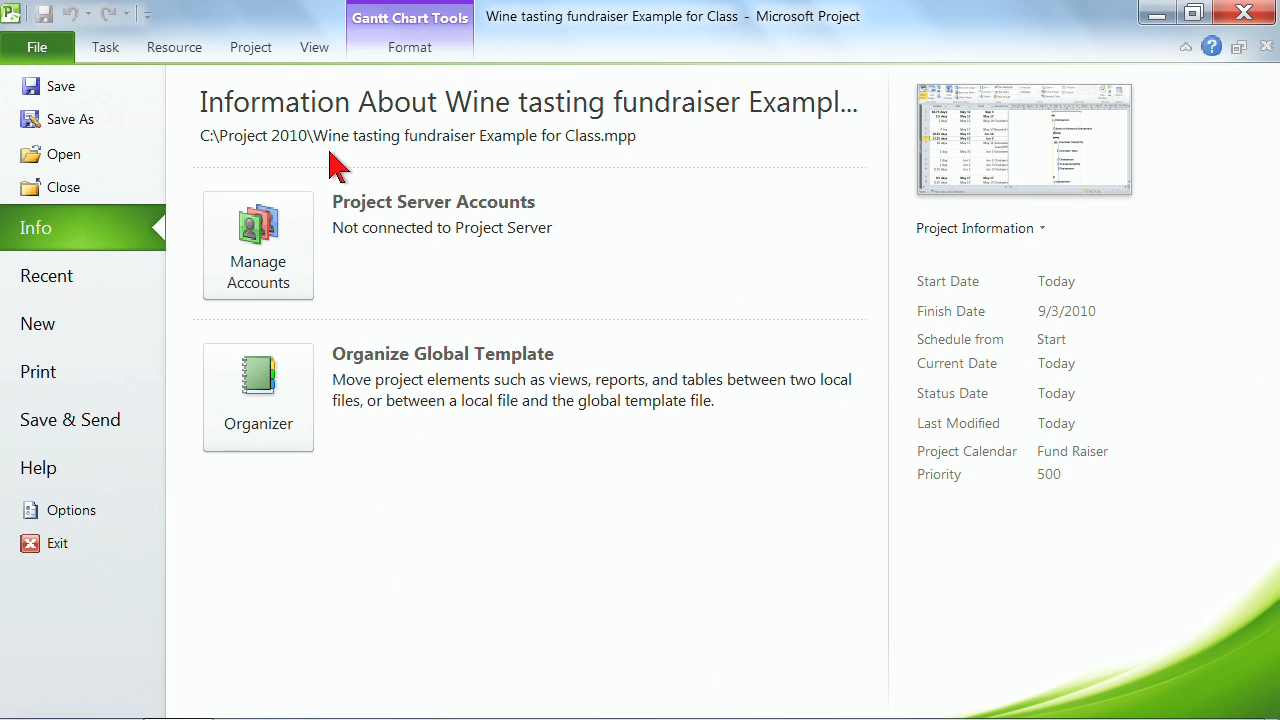 Gantt Chart Tools
Wine tasting fundraiser Example for Class - Microsoft Project
File Task Resource Project View Format
Save
Save As
Open
Close
Info
Recent
New
Print
Save & Send
Help
Options
Exit
Information About Wine tasting fundraiser Exampl...
C:\Project 2010\Wine tasting fundraiser Example for Class.mpp
Project Server Accounts
Not connected to Project Server
Manage
Accounts
Organize Global Template
Move project elements such as views, reports, and tables between two local
files, or between a local file and the global template file.
Organizer
Project Information
Start Date Today
Finish Date 9/3/2010
Schedule from Start
Current Date Today
Status Date Today
Last Modified Today
Project Calendar Fund Raiser
Priority 500